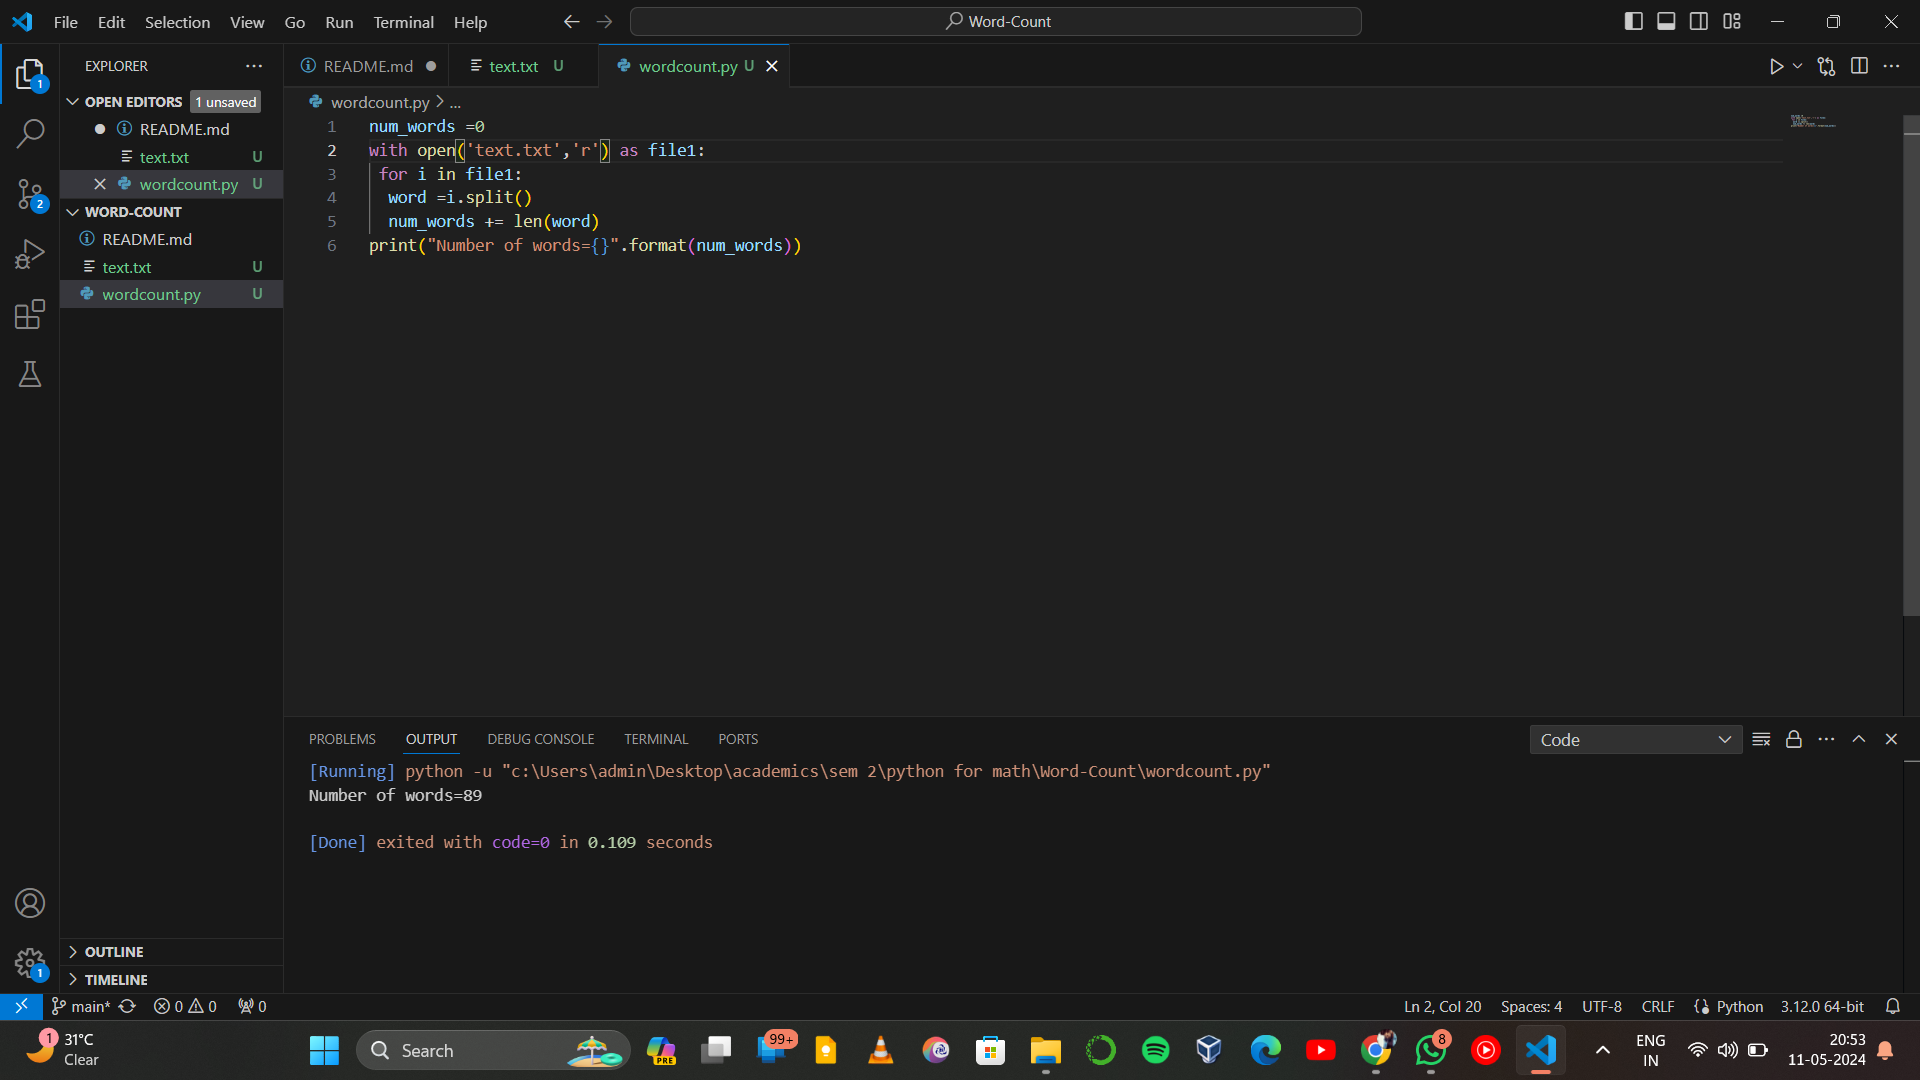 File Edit Selection View Go Run Terminal Help
Word-Count
EXPLORER
README.md
text.txt U
wordcount.py U
OPEN EDITORS 1 unsaved
README.md
text.txt U
wordcount.py U
WORD-COUNT
README.md
text.txt U
wordcount.py U
OUTLINE
TIMELINE
1
2
1
wordcount.py > ...
1 num_words =0
2 with open('text.txt','r') as file1:
3 for i in file1:
4 word =i.split()
5 num_words += len(word)
6 print("Number of words={}".format(num_words))
PROBLEMS OUTPUT DEBUG CONSOLE TERMINAL PORTS
Code
[Running] python -u "c:\Users\admin\Desktop\academics\sem 2\python for math\Word-Count\wordcount.py"
Number of words=89
[Done] exited with code=0 in 0.109 seconds
main* 0 0 0
Ln 2, Col 20 Spaces: 4 UTF-8 CRLF Python 3.12.0 64-bit
1 31°C
Clear
Search
PRE
99+
8
ENG
IN
20:53
11-05-2024